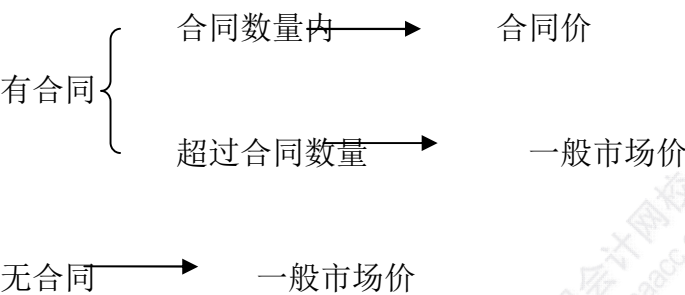 合同数量内 合同价
有合同
超过合同数量 一般市场价
无合同 一般市场价